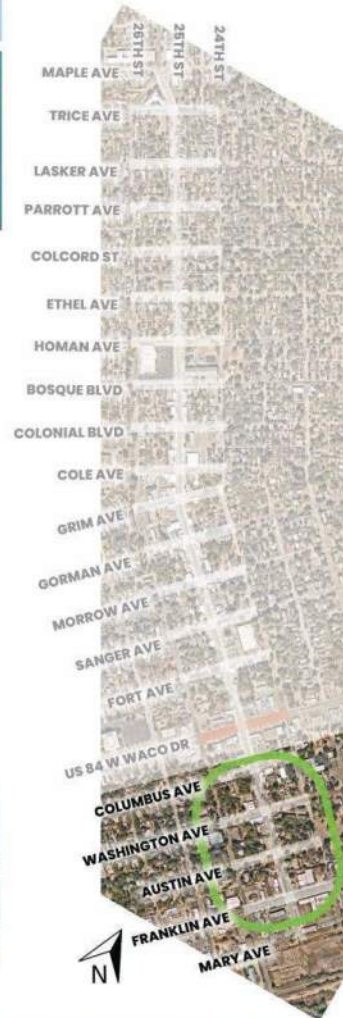 26TH ST
25TH ST
24TH ST
MAPLE AVE
TRICE AVE
LASKER AVE
PARROTT AVE
COLCORD ST
ETHEL AVE
HOMAN AVE
BOSQUE BLVD
COLONIAL BLVD
COLE AVE
GRIM AVE
GORMAN AVE
MORROW AVE
SANGER AVE
FORT AVE
US 84 W WACO DR
COLUMBUS AVE
WASHINGTON AVE
AUSTIN AVE
FRANKLIN AVE
MARY AVE
N